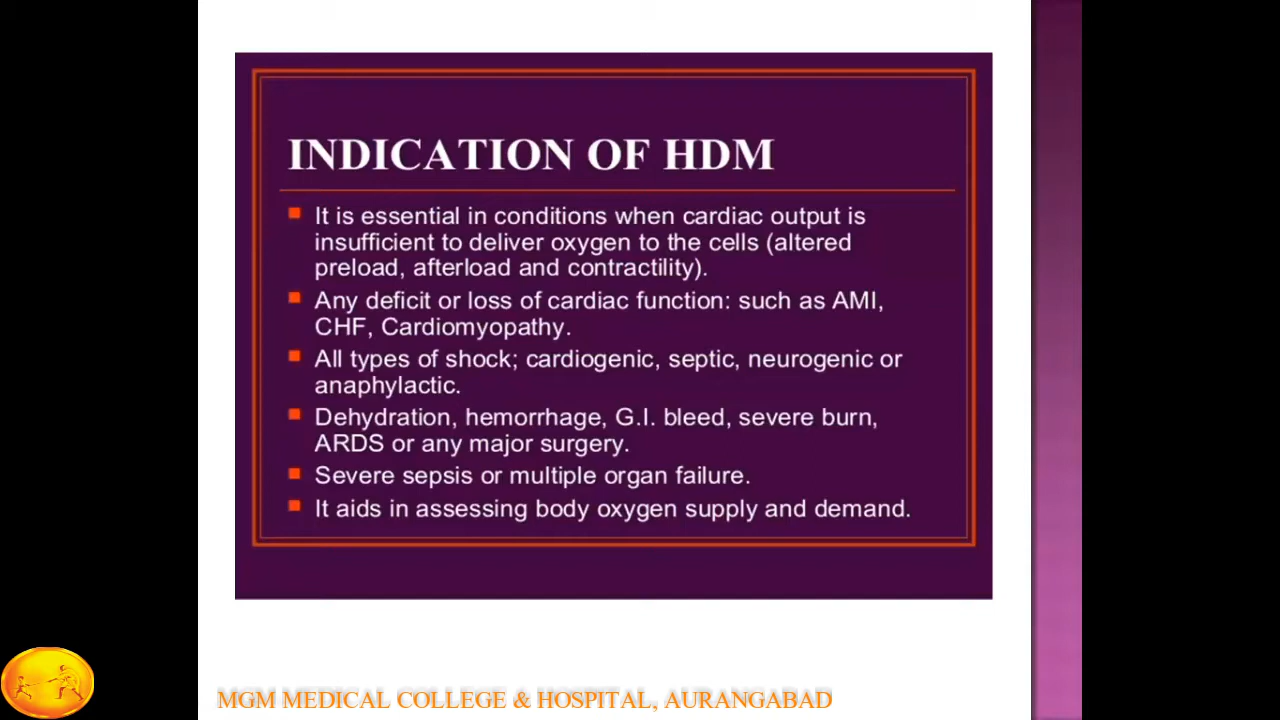 INDICATION OF HDM
It is essential in conditions when cardiac output is
insufficient to deliver oxygen to the cells (altered
preload, afterload and contractility).
Any deficit or loss of cardiac function: such as AMI,
CHF, Cardiomyopathy.
All types of shock; cardiogenic, septic, neurogenic or
anaphylactic.
Dehydration, hemorrhage, G.I. bleed, severe burn,
ARDS or any major surgery.
Severe sepsis or multiple organ failure.
It aids in assessing body oxygen supply and demand.
MGM MEDICAL COLLEGE & HOSPITAL, AURANGABAD